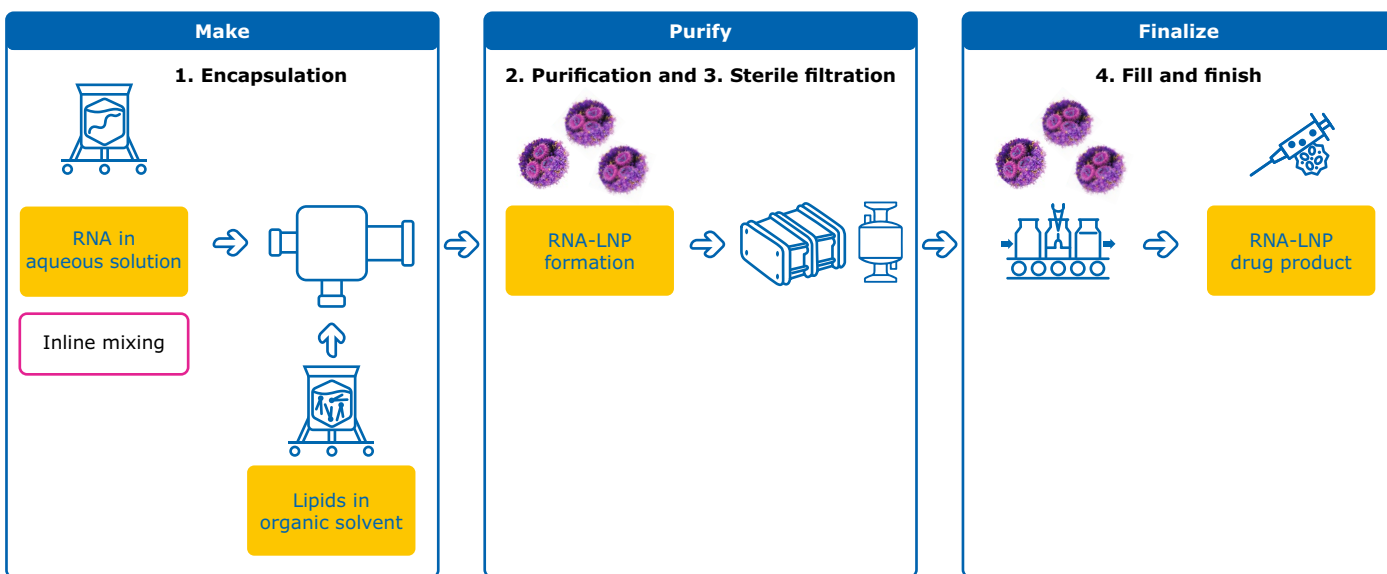 Make
1. Encapsulation
RNA in
aqueous solution
Inline mixing
Lipids in
organic solvent
Purify
2. Purification and 3. Sterile filtration
RNA-LNP
formation
Finalize
4. Fill and finish
RNA-LNP
drug product